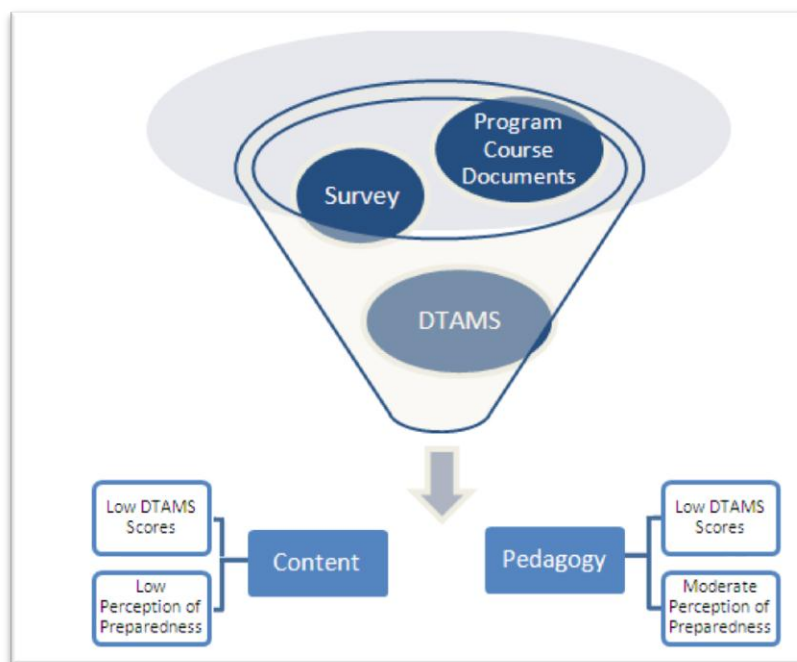 Program
Course
Documents
Survey
DTAMS
Low DTAMS
Scores
Low
Perception of
Preparedness
Content
Pedagogy
Low DTAMS
Scores
Moderate
Perception of
Preparedness